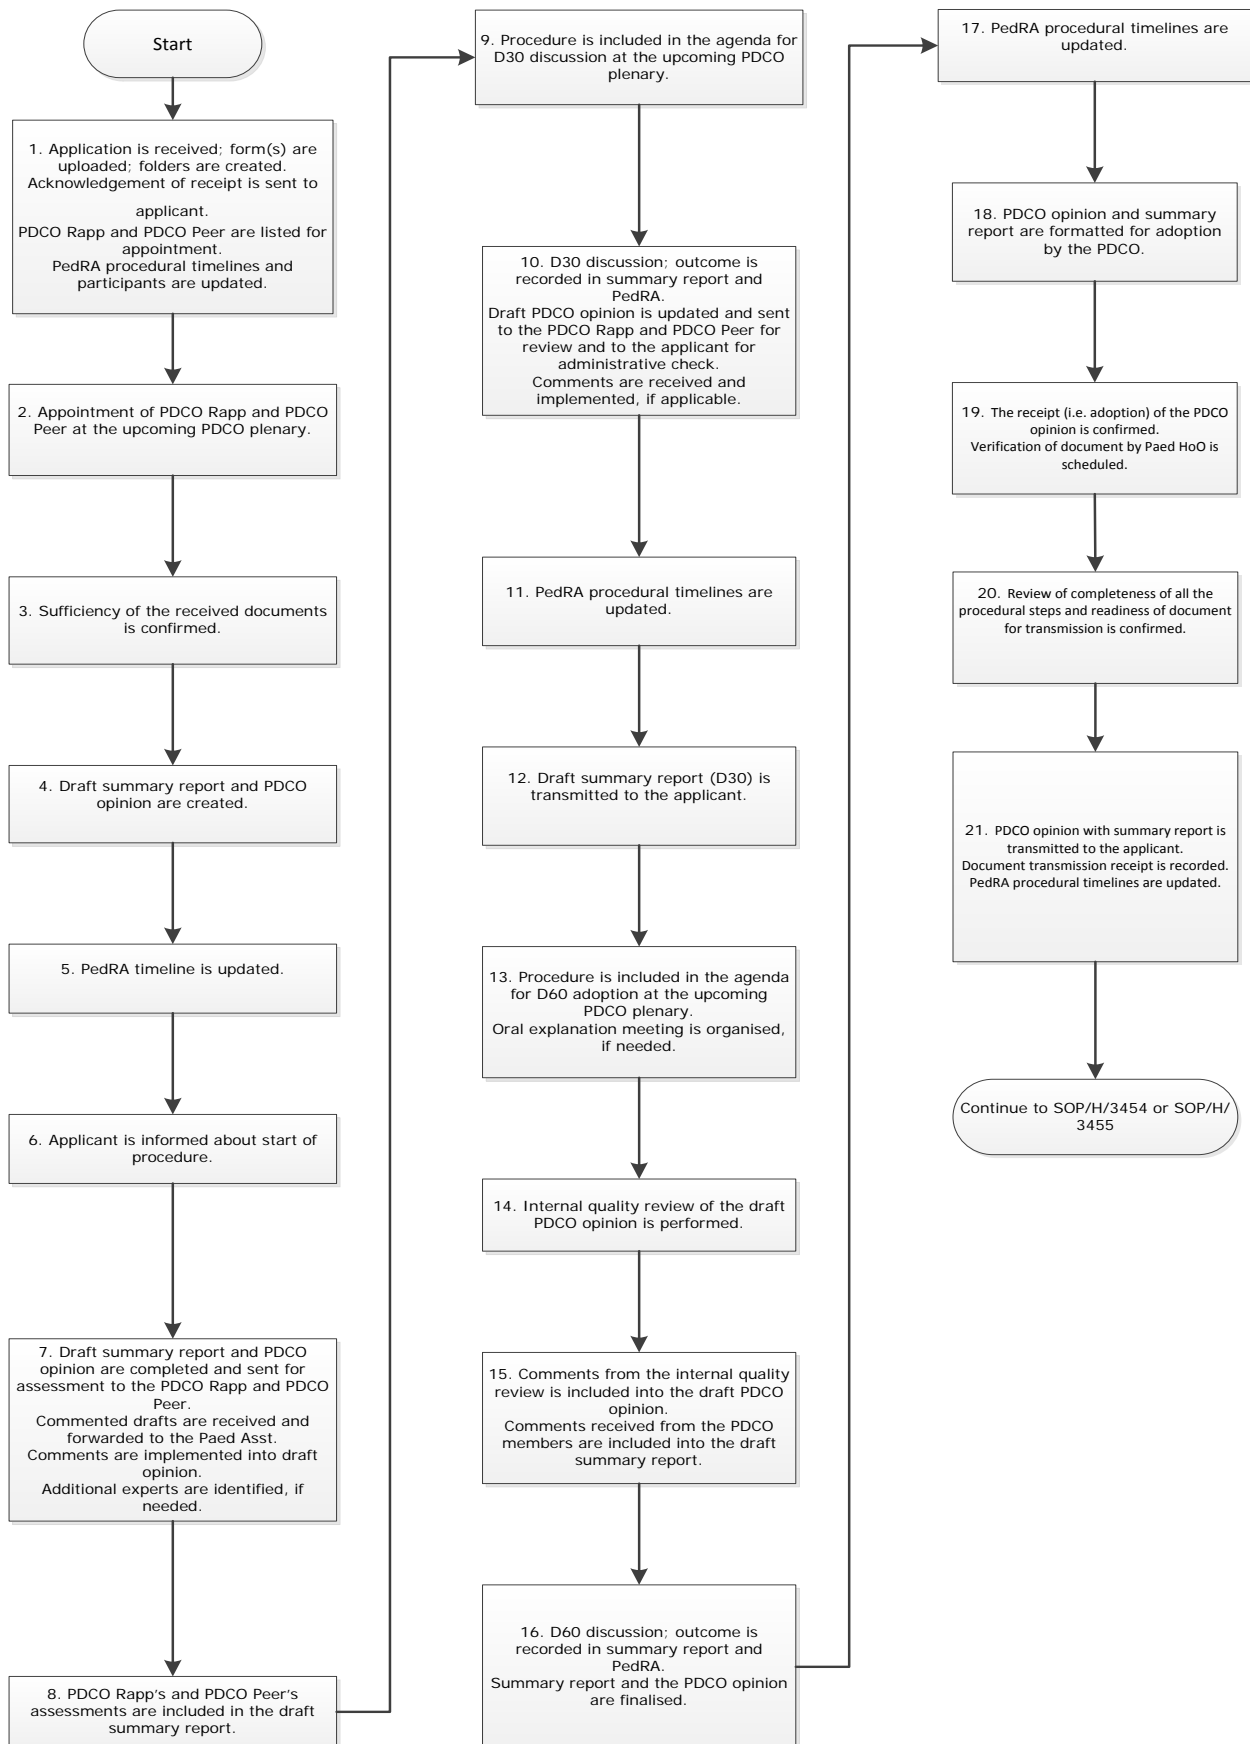 Start
1. Application is received; form(s) are
uploaded; folders are created.
Acknowledgement of receipt is sent to
applicant.
PDCO Rapp and PDCO Peer are listed for
appointment.
PedRA procedural timelines and
participants are updated.
2. Appointment of PDCO Rapp and PDCO
Peer at the upcoming PDCO plenary.
3. Sufficiency of the received documents
is confirmed.
4. Draft summary report and PDCO
opinion are created.
5. PedRA timeline is updated.
6. Applicant is informed about start of
procedure.
7. Draft summary report and PDCO
opinion are completed and sent for
assessment to the PDCO Rapp and PDCO
Peer.
Commented drafts are received and
forwarded to the Paed Asst.
Comments are implemented into draft
opinion.
Additional experts are identified, if
needed.
8. PDCO Rapp's and PDCO Peer's
assessments are included in the draft
summary report.
9. Procedure is included in the agenda for
D30 discussion at the upcoming PDCO
plenary.
10. D30 discussion; outcome is
recorded in summary report and
PedRA.
Draft PDCO opinion is updated and sent
to the PDCO Rapp and PDCO Peer for
review and to the applicant for
administrative check.
Comments are received and
implemented, if applicable.
11. PedRA procedural timelines are
updated.
12. Draft summary report (D30) is
transmitted to the applicant.
13. Procedure is included in the agenda
for D60 adoption at the upcoming
PDCO plenary.
Oral explanation meeting is organised,
if needed.
14. Internal quality review of the draft
PDCO opinion is performed.
15. Comments from the internal quality
review is included into the draft PDCO
opinion.
Comments received from the PDCO
members are included into the draft
summary report.
16. D60 discussion; outcome is
recorded in summary report and
PedRA.
Summary report and the PDCO opinion
are finalised.
17. PedRA procedural timelines are
updated.
18. PDCO opinion and summary
report are formatted for adoption
by the PDCO.
19. The receipt (i.e. adoption) of the PDCO
opinion is confirmed.
Verification of document by Paed HoO is
scheduled.
20. Review of completeness of all the
procedural steps and readiness of document
for transmission is confirmed.
21. PDCO opinion with summary report is
transmitted to the applicant.
Document transmission receipt is recorded.
PedRA procedural timelines are updated.
Continue to SOP/H/3454 or SOP/H/
3455